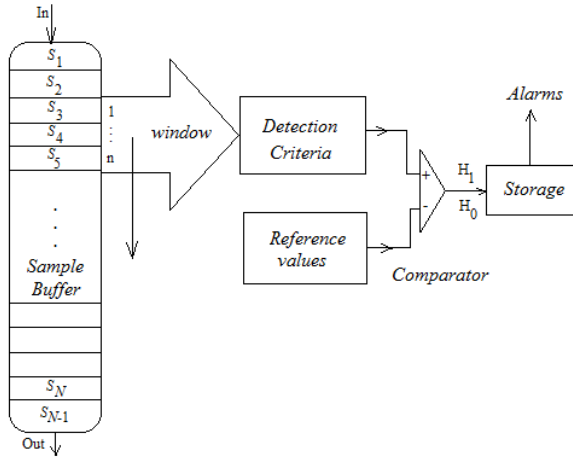 In
S1
S2
S3
S4
S5
.
.
.
Sample
Buffer
SN
SN-1
Out
1
⋮
n
window
Detection
Criteria
Reference
values
+
-
Comparator
H1
H0
Storage
Alarms